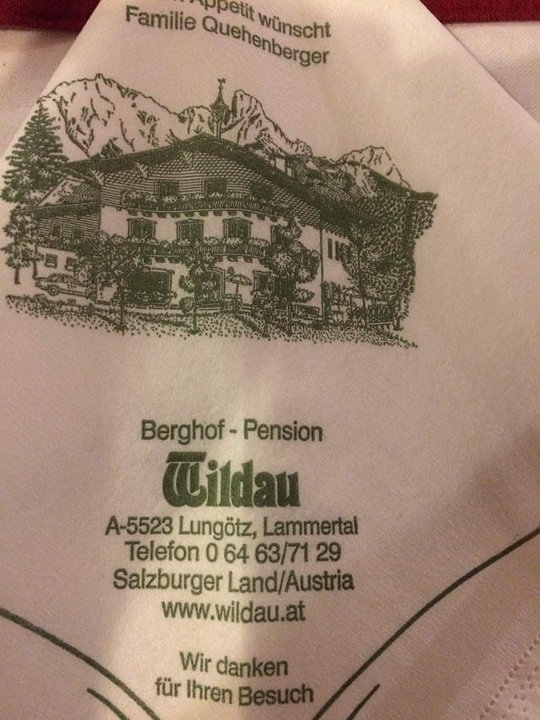 Appetit wünscht
Familie Quehenberger
Berghof - Pension
Wildau
A-5523 Lungötz, Lammertal
Telefon 0 64 63/71 29
Salzburger Land/Austria
www.wildau.at
Wir danken
für Ihren Besuch